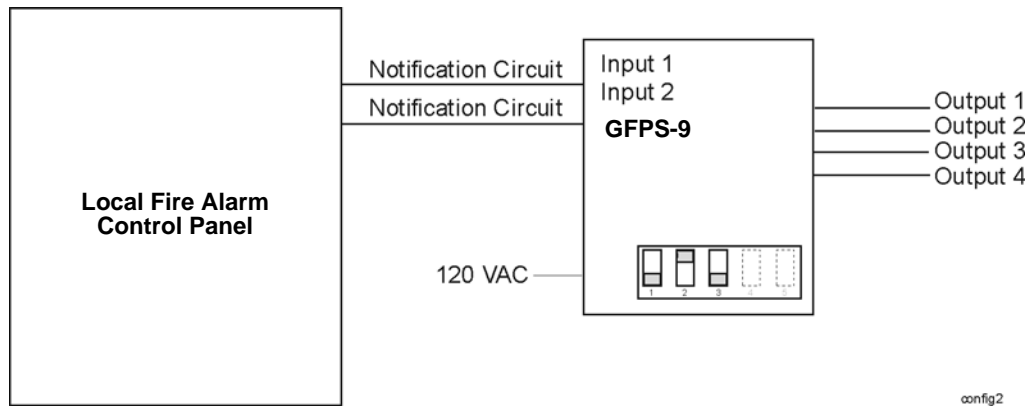 Local Fire Alarm
Control Panel
Notification Circuit
Notification Circuit
120 VAC
Input 1
Input 2
GFPS-9
1 2 3 4 5
Output 1
Output 2
Output 3
Output 4
config2